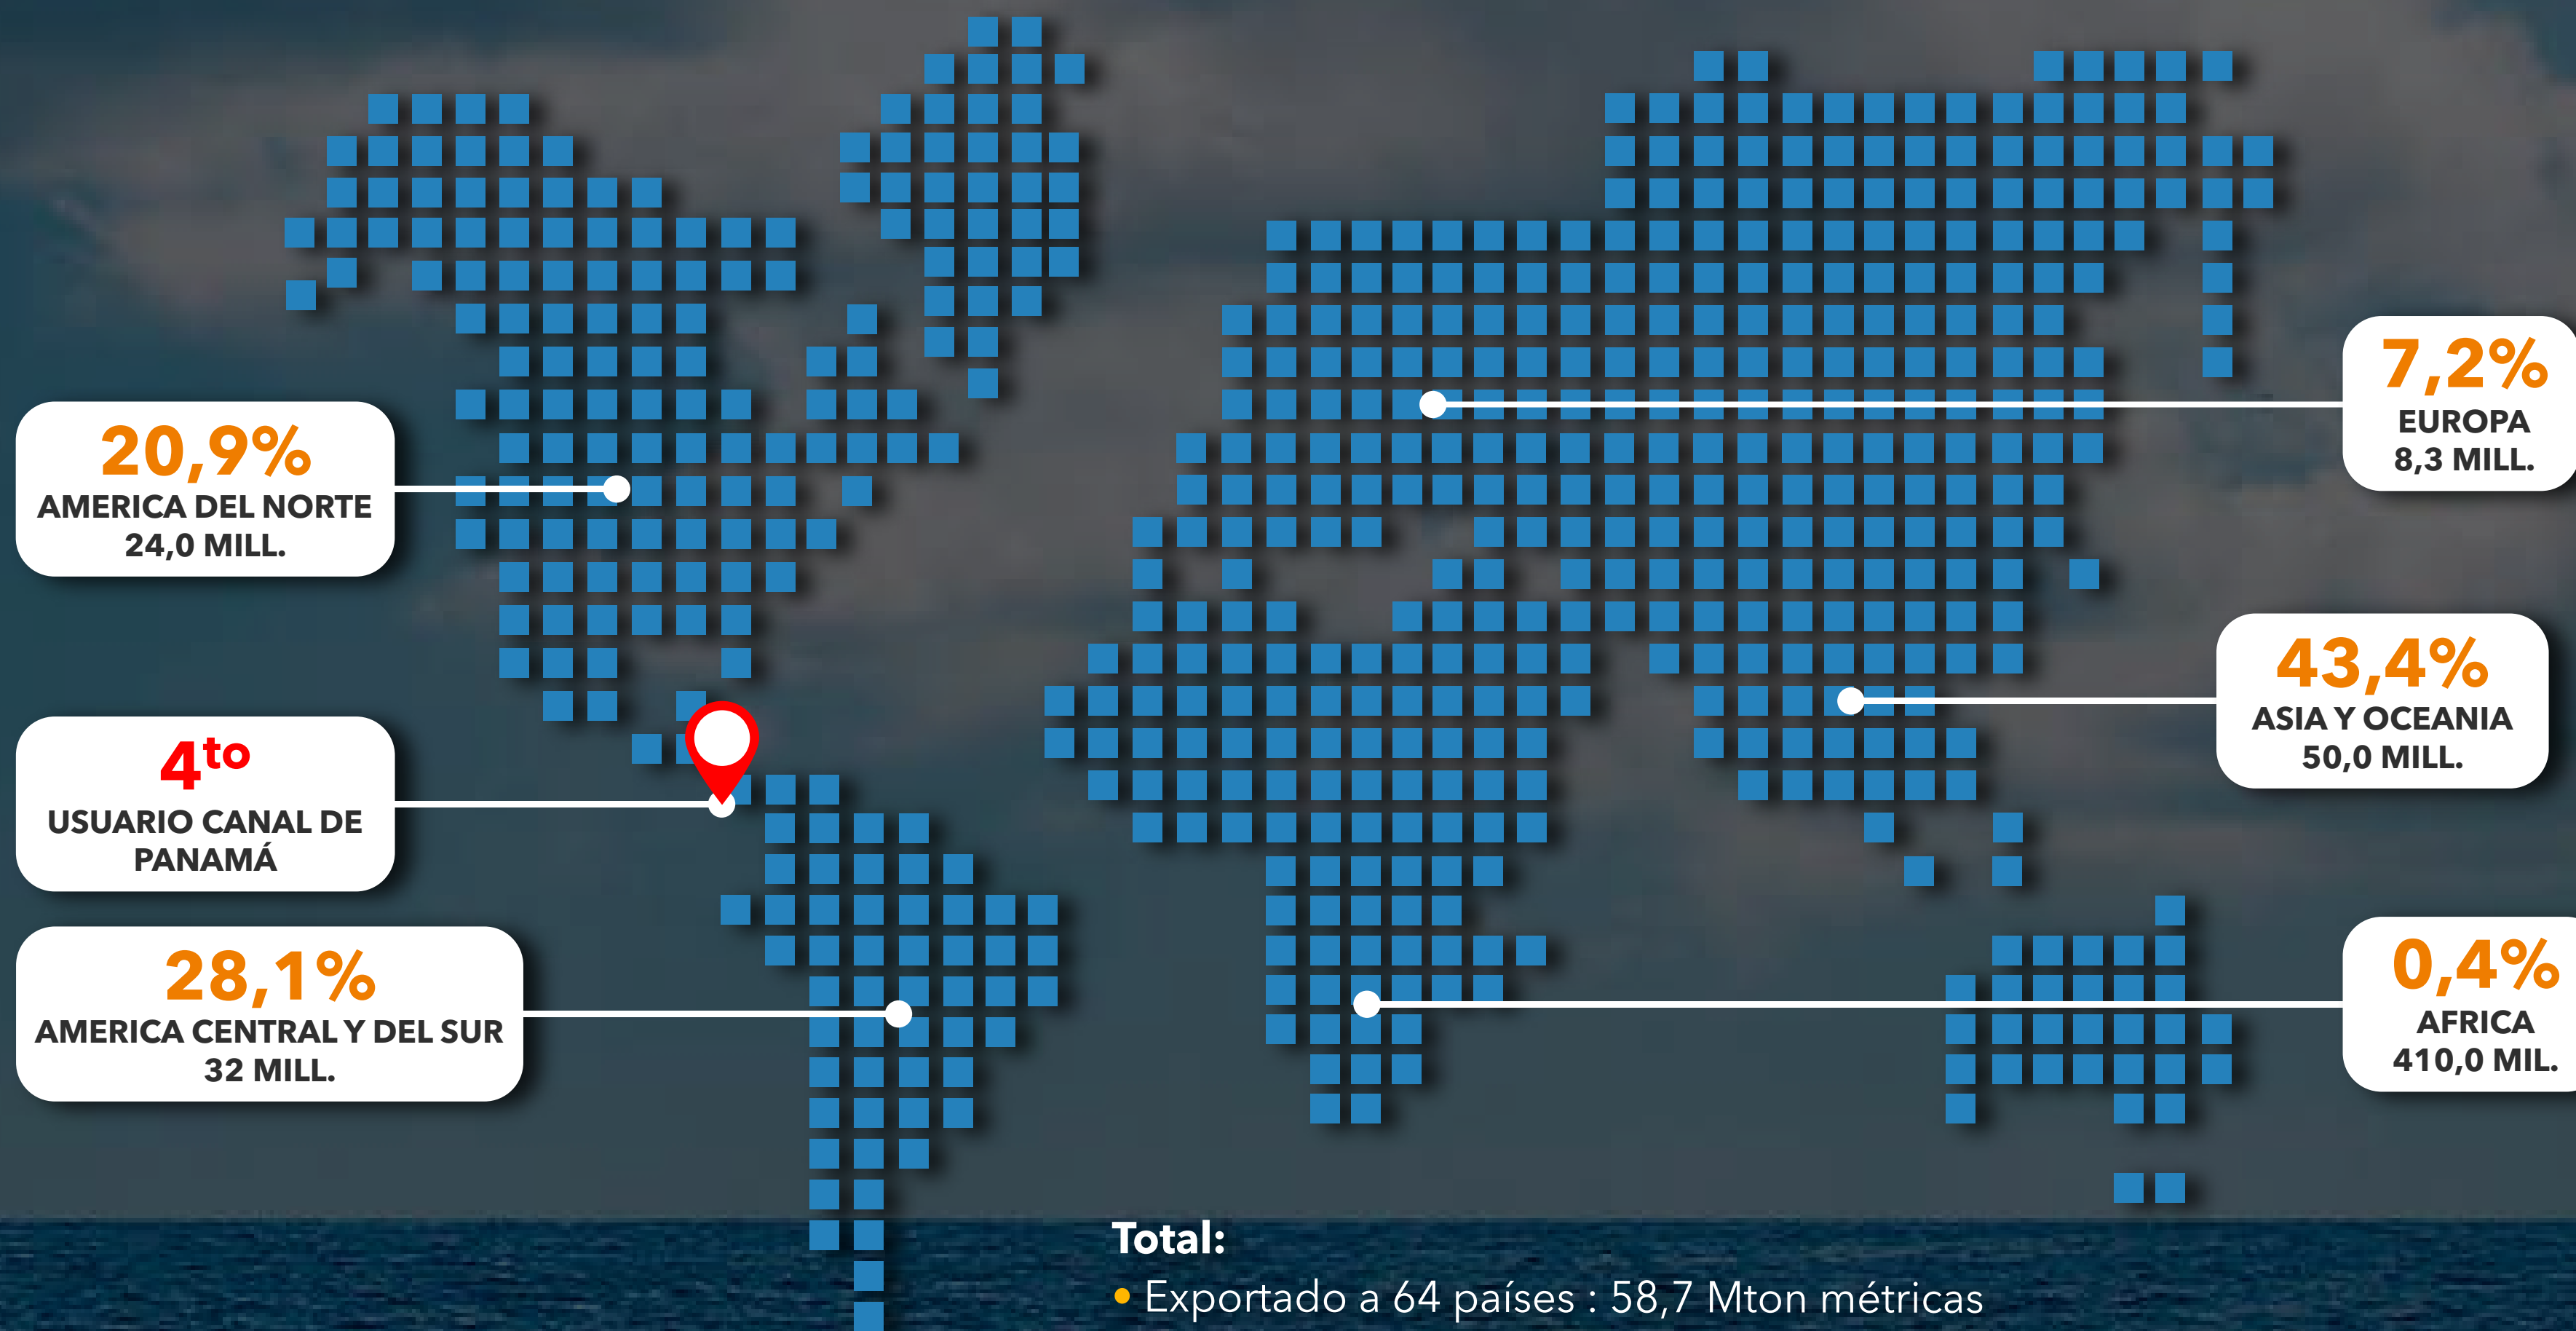 20,9%
AMERICA DEL NORTE
24,0 MILL.
4to
USUARIO CANAL DE
PANAMÁ
28,1%
AMERICA CENTRAL Y DEL SUR
32 MILL.
7,2%
EUROPA
8,3 MILL.
43,4%
ASIA Y OCEANIA
50,0 MILL.
0,4%
AFRICA
410,0 MIL.
Total:
• Exportado a 64 países : 58,7 Mton métricas